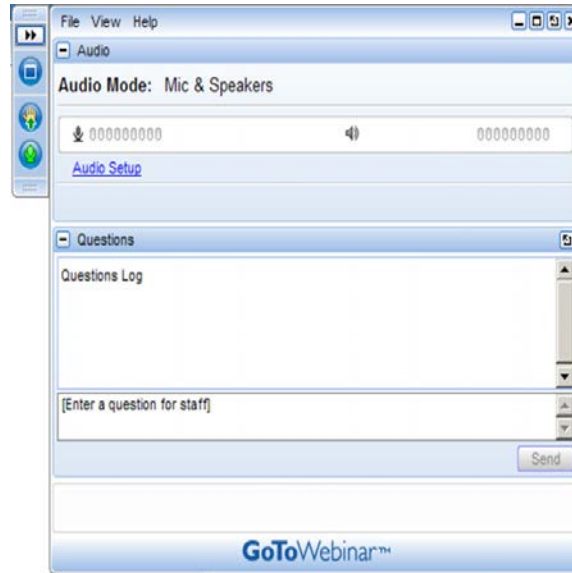 File View Help
Audio
Audio Mode: Mic & Speakers
000000000 000000000
Audio Setup
Questions
Questions Log
[Enter a question for staff]
Send
GoToWebinar™